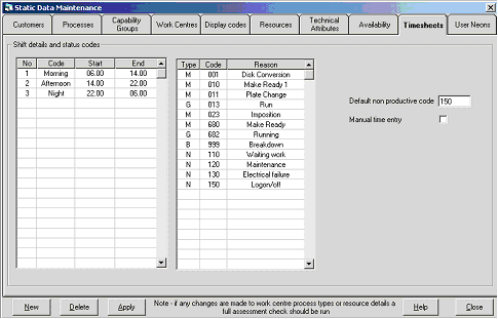 Static Data Maintenance
Customers Processes Capability Groups Work Centres Display codes Resources Technical Attributes Availability Timesheets User Neons
Shift details and status codes
No Code Start End
1 Morning 06.00 14.00
2 Afternoon 14.00 22.00
3 Night 22.00 06.00
Type Code Reason
M 001 Disk Conversion
M 010 Make Ready 1
M 011 Plate Change
G 013 Run
M 023 Imposition
M 680 Make Ready
G 682 Running
B 999 Breakdown
N 110 Waiting work
N 120 Maintenance
N 130 Electrical failure
N 150 Logon/off
Default non productive code 150
Manual time entry
New Delete Apply
Note - if any changes are made to work centre process types or resource details a
full assessment check should be run
Help Close